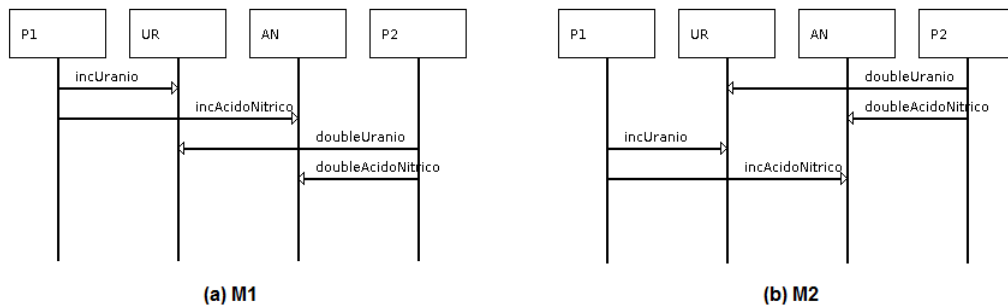 P1 UR AN P2
incUranio
incAcidoNitrico
doubleUranio
doubleAcidoNitrico
(a) M1
P1 UR AN P2
doubleUranio
doubleAcidoNitrico
incUranio
incAcidoNitrico
(b) M2